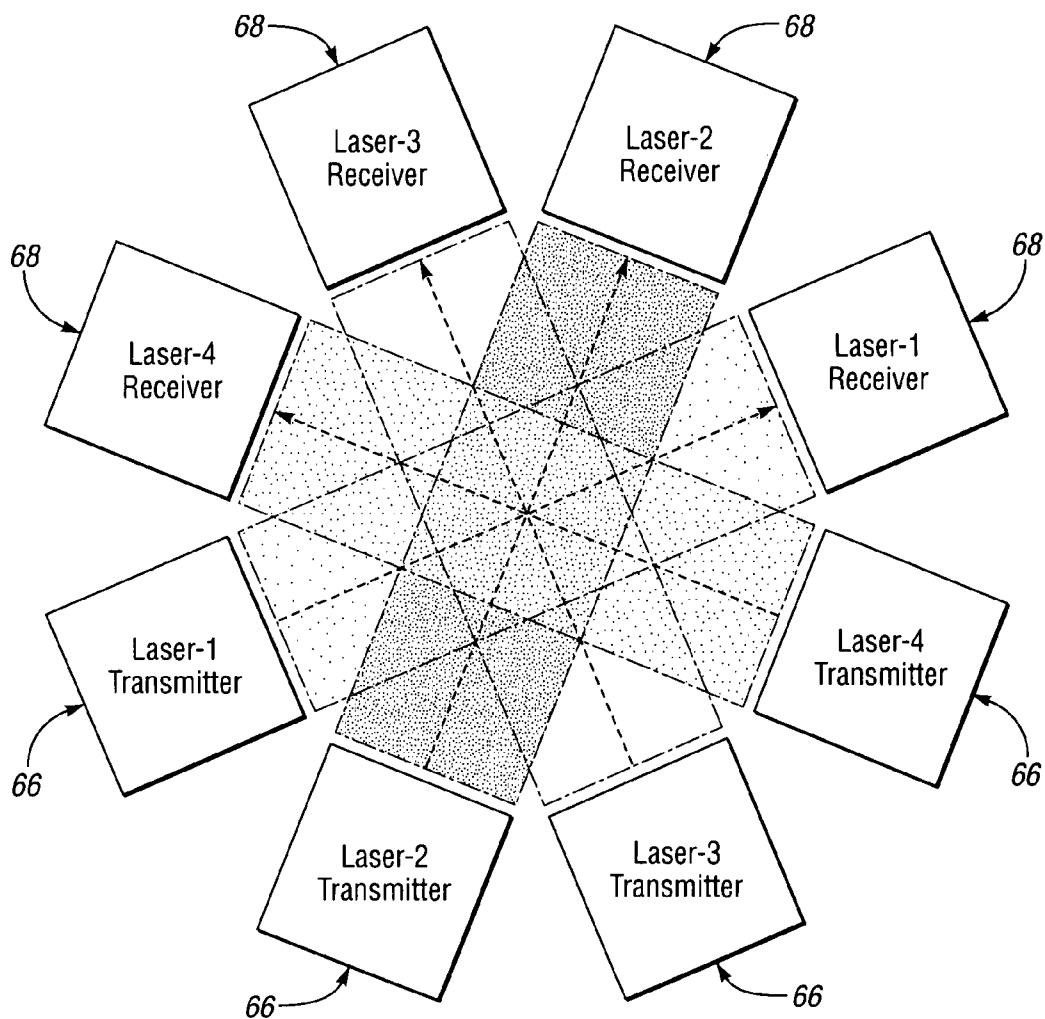 68
68
Laser-3
Receiver
Laser-2
Receiver
68
68
Laser-4
Receiver
Laser-1
Receiver
Laser-1
Transmitter
Laser-4
Transmitter
66
66
Laser-2
Transmitter
Laser-3
Transmitter
66
66